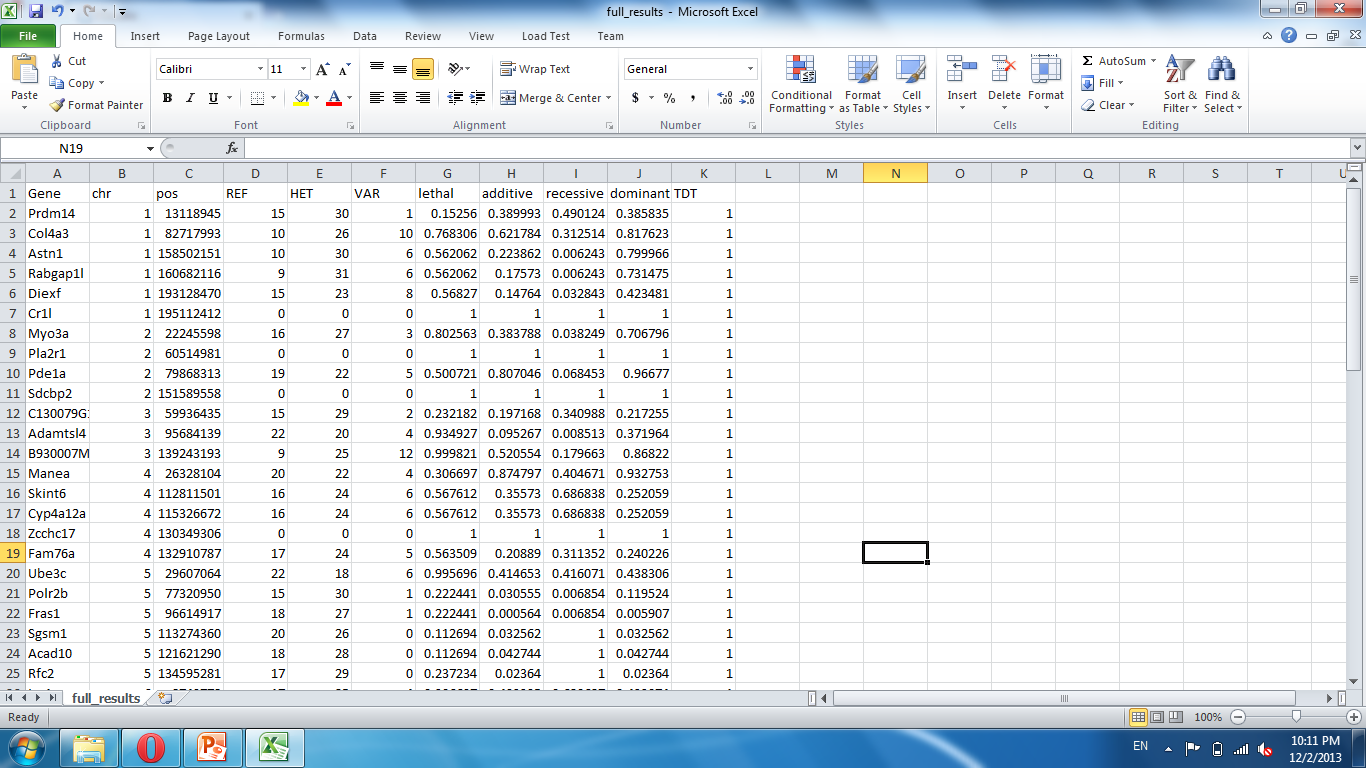 full_results - Microsoft Excel
File Home Insert Page Layout Formulas Data Review View Load Test Team
Paste
Cut
Copy
Format Painter
Clipboard
Calibri 11
B I U
Font
Wrap Text
Merge & Center
Alignment
General
$ % ,
Number
Conditional Formatting
Format as Table
Cell Styles
Styles
Insert Delete Format
Cells
AutoSum
Fill
Clear
Sort & Filter
Find & Select
Editing
N19 fx
A B C D E F G H I J K L M N O P Q R S T U
1 Gene chr pos REF HET VAR lethal additive recessive dominant TDT
2 Prdm14 1 13118945 15 30 1 0.15256 0.389993 0.490124 0.385835 1
3 Col4a3 1 82717993 10 26 10 0.768306 0.621784 0.312514 0.817623 1
4 Astn1 1 158502151 10 30 6 0.562062 0.223862 0.006243 0.799966 1
5 Rabgap1l 1 160682116 9 31 6 0.562062 0.17573 0.006243 0.731475 1
6 Diexf 1 193128470 15 23 8 0.56827 0.14764 0.032843 0.423481 1
7 Cr1l 1 195112412 0 0 0 1 1 1 1 1
8 Myo3a 2 22245598 16 27 3 0.802563 0.383788 0.038249 0.706796 1
9 Pla2r1 2 60514981 0 0 0 1 1 1 1 1
10 Pde1a 2 79868313 19 22 5 0.500721 0.807046 0.068453 0.96677 1
11 Sdcbp2 2 151589558 0 0 0 1 1 1 1 1
12 C130079G 3 59936435 15 29 2 0.232182 0.197168 0.340988 0.217255 1
13 Adamtsl4 3 95684139 22 20 4 0.934927 0.095267 0.008513 0.371964 1
14 B930007M 3 139243193 9 25 12 0.999821 0.520554 0.179663 0.86822 1
15 Manea 4 26328104 20 22 4 0.306697 0.874797 0.404671 0.932753 1
16 Skint6 4 112811501 16 24 6 0.567612 0.35573 0.686838 0.252059 1
17 Cyp4a12a 4 115326672 16 24 6 0.567612 0.35573 0.686838 0.252059 1
18 Zcchc17 4 130349306 0 0 0 1 1 1 1 1
19 Fam76a 4 132910787 17 24 5 0.563509 0.20889 0.311352 0.240226 1
20 Ube3c 5 29607064 22 18 6 0.995696 0.414653 0.416071 0.438306 1
21 Polr2b 5 77320950 15 30 1 0.222441 0.030555 0.006854 0.119524 1
22 Fras1 5 96614917 18 27 1 0.222441 0.000564 0.006854 0.005907 1
23 Sgsm1 5 113274360 20 26 0 0.112694 0.032562 1 0.032562 1
24 Acad10 5 121621290 18 28 0 0.112694 0.042744 1 0.042744 1
25 Rfc2 5 134595281 17 29 0 0.237234 0.02364 1 0.02364 1
full_results
Ready 100%
EN 10:11 PM
12/2/2013